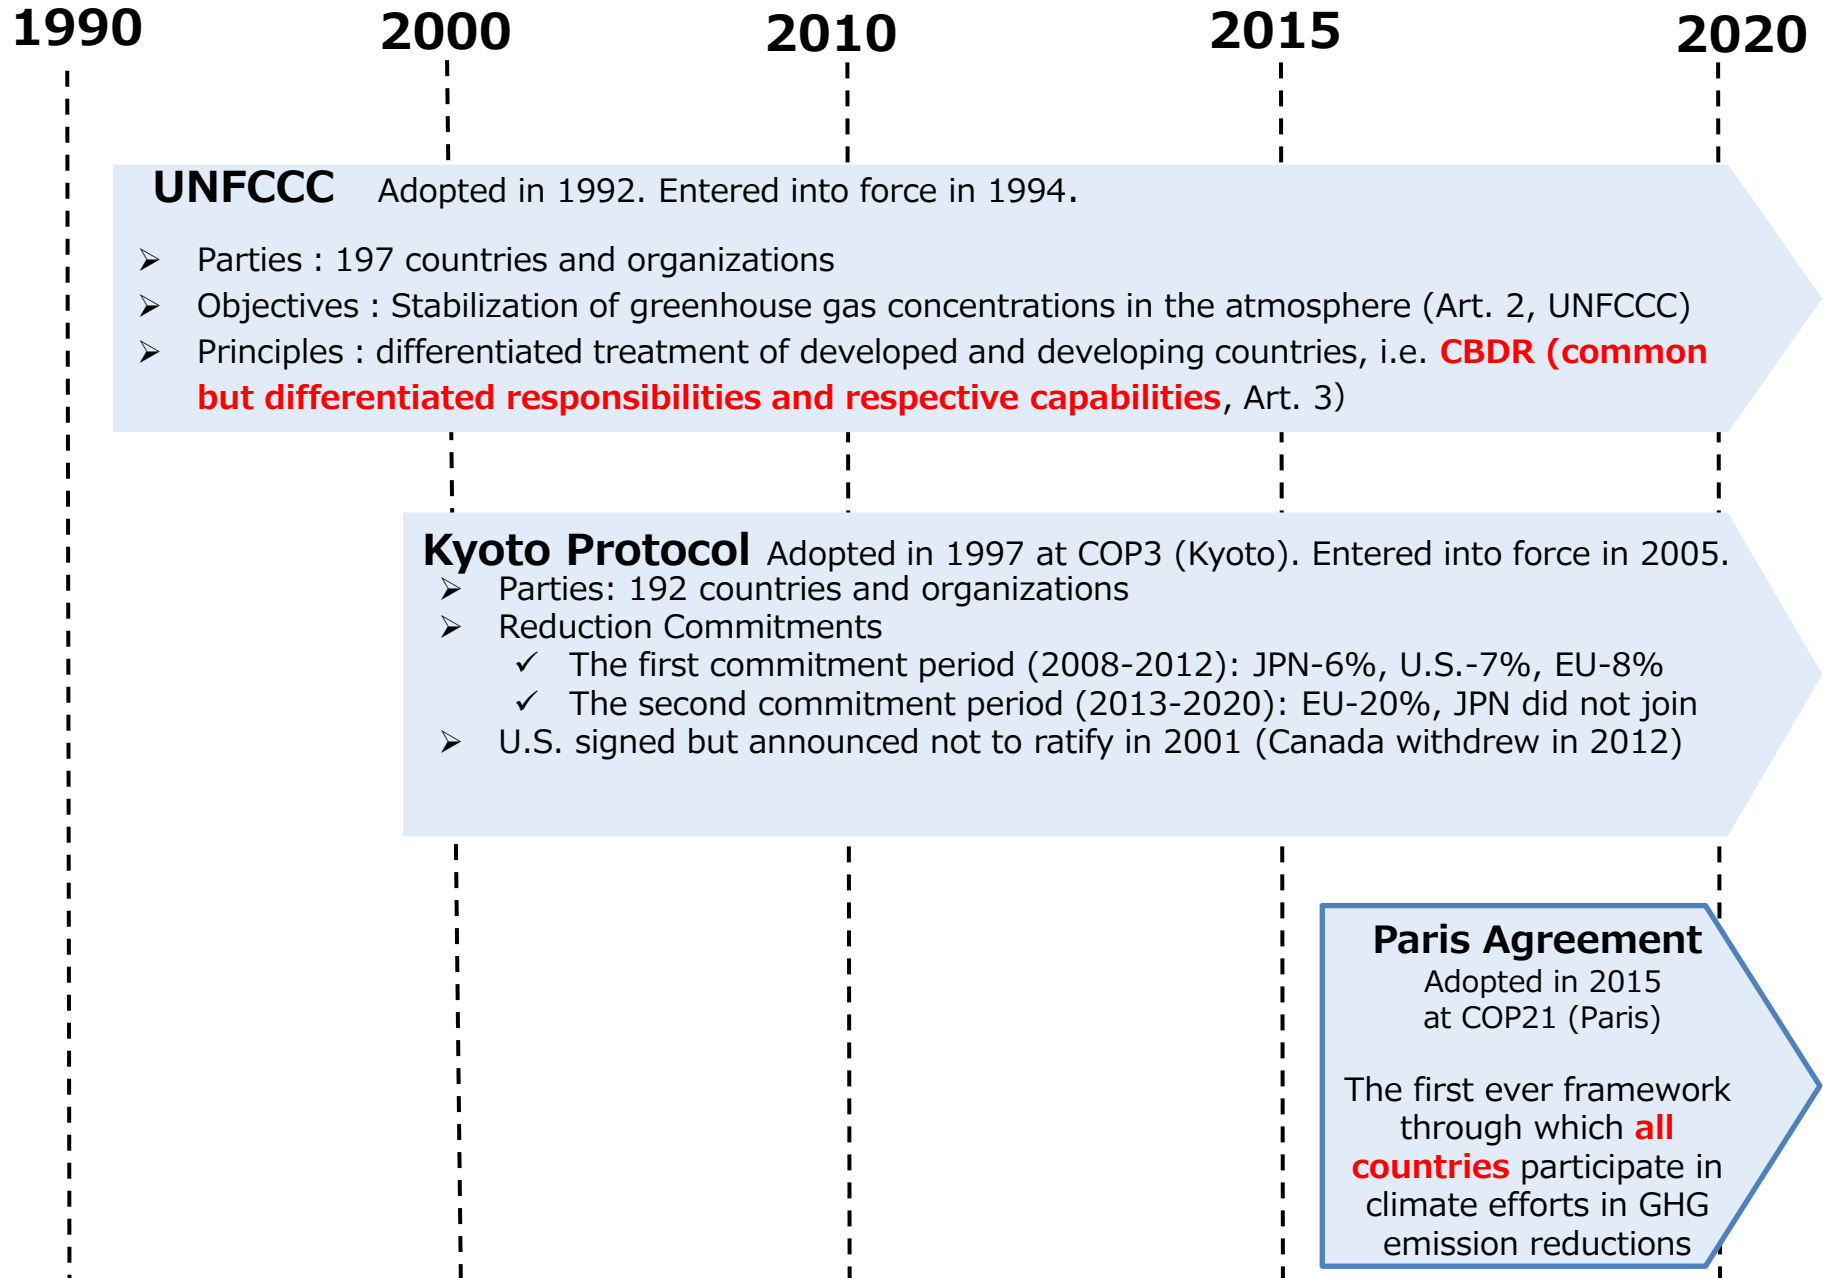 1990 2000 2010 2015 2020
UNFCCC Adopted in 1992. Entered into force in 1994.
➢ Parties : 197 countries and organizations
➢ Objectives : Stabilization of greenhouse gas concentrations in the atmosphere (Art. 2, UNFCCC)
➢ Principles : differentiated treatment of developed and developing countries, i.e. CBDR (common
but differentiated responsibilities and respective capabilities, Art. 3)
Kyoto Protocol Adopted in 1997 at COP3 (Kyoto). Entered into force in 2005.
➢ Parties: 192 countries and organizations
➢ Reduction Commitments
✓ The first commitment period (2008-2012): JPN-6%, U.S.-7%, EU-8%
✓ The second commitment period (2013-2020): EU-20%, JPN did not join
➢ U.S. signed but announced not to ratify in 2001 (Canada withdrew in 2012)
Paris Agreement
Adopted in 2015
at COP21 (Paris)
The first ever framework
through which all
countries participate in
climate efforts in GHG
emission reductions